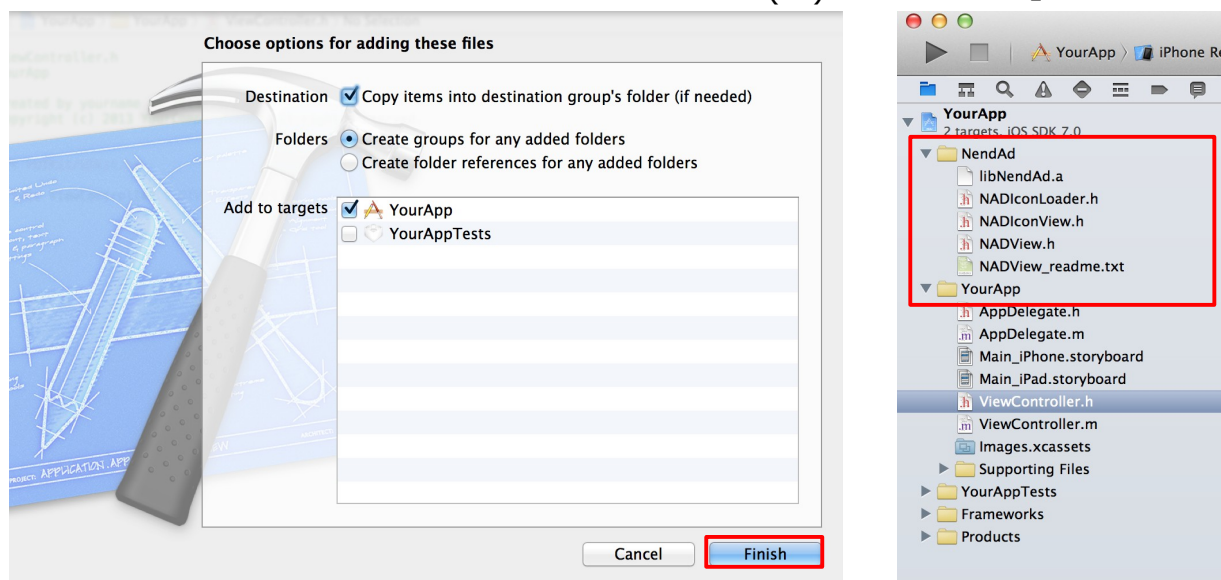 Choose options for adding these files
Destination Copy items into destination group's folder (if needed)
Folders Create groups for any added folders
Create folder references for any added folders
Add to targets YourApp
YourAppTests
APPLICATION.APP
Cancel Finish
YourApp iPhone Re
YourApp
2 targets, iOS SDK 7.0
NendAd
libNendAd.a
NADIconLoader.h
NADIconView.h
NADView.h
NADView_readme.txt
YourApp
AppDelegate.h
AppDelegate.m
Main_iPhone.storyboard
Main_iPad.storyboard
ViewController.h
ViewController.m
Images.xcassets
Supporting Files
YourAppTests
Frameworks
Products